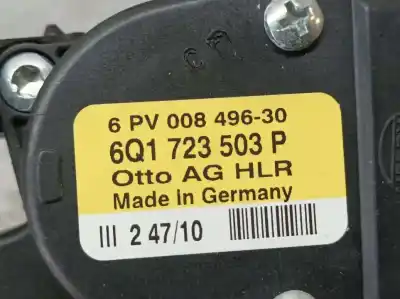 6 PV 008 496-30
6Q1 723 503 P
Otto AG HLR
Made in Germany
III 2 47/10